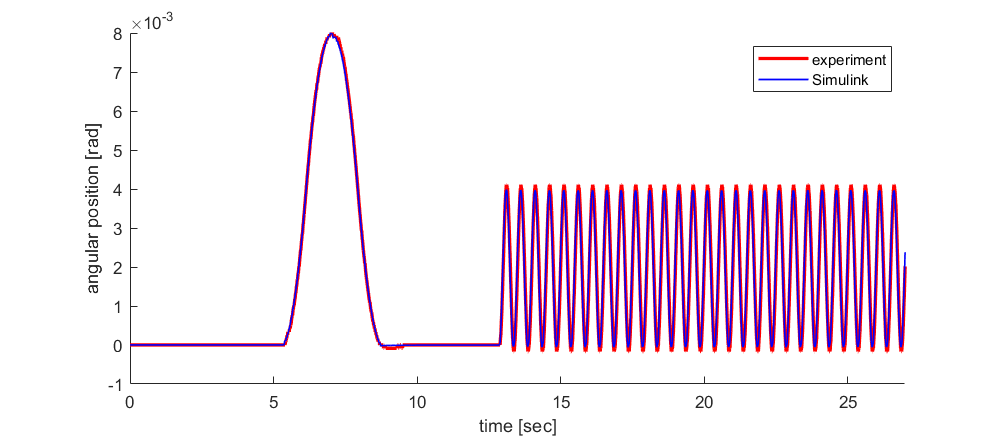 ×10⁻³
8
7
6
5
4
3
2
1
0
-1
angular position [rad]
experiment
Simulink
0 5 10 15 20 25
time [sec]